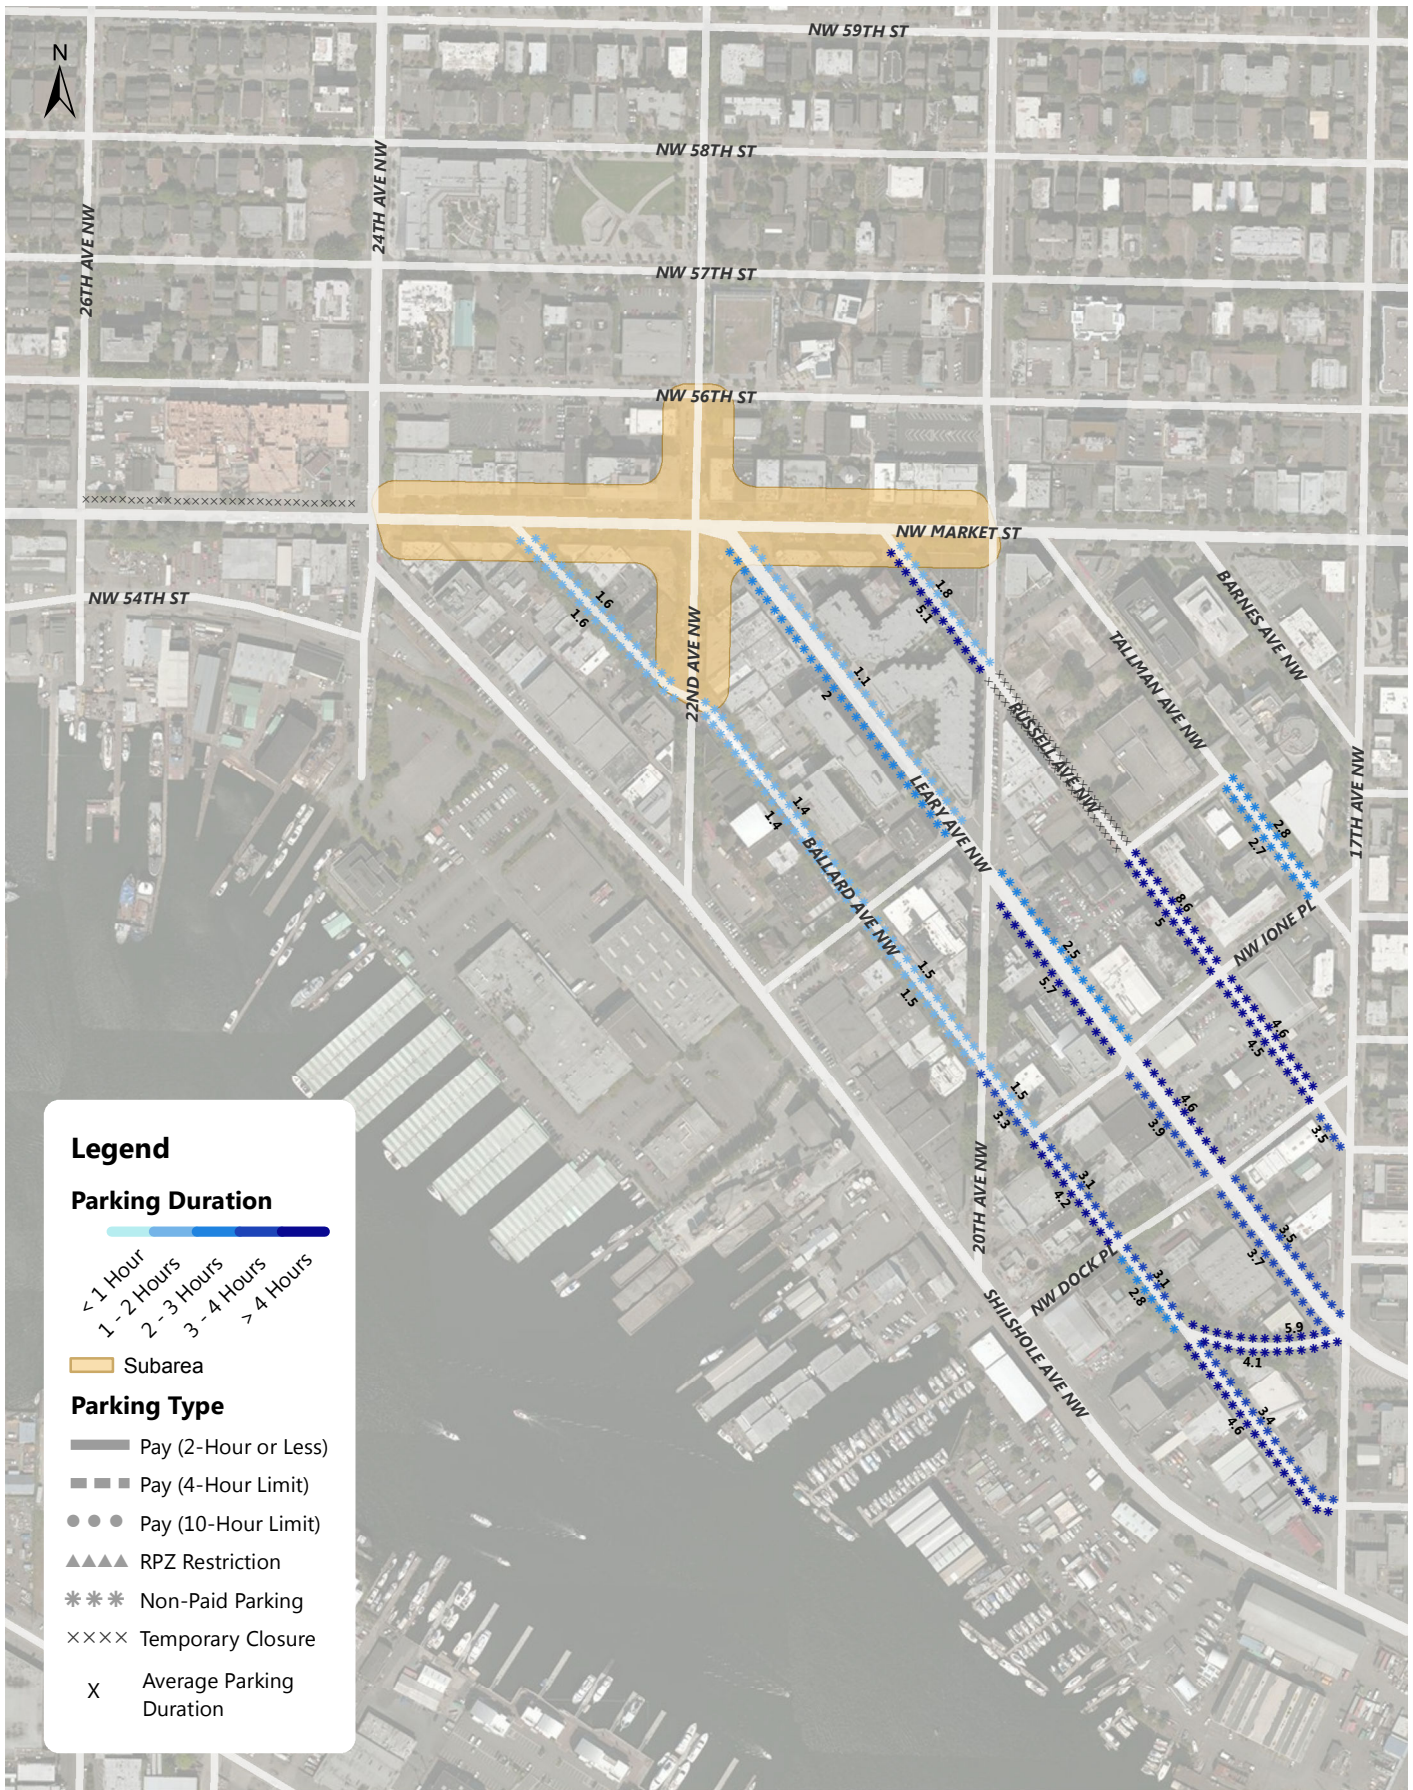 NW 59TH ST
N
24TH AVE NW
NW 58TH ST
26TH AVE NW
NW 57TH ST
NW 56TH ST
NW MARKET ST
NW 54TH ST
BARNES AVE NW
TALLMAN AVE NW
22ND AVE NW
RUSSELL AVE NW
17TH AVE NW
LEARY AVE NW
BALLARD AVE NW
NW IONE PL
20TH AVE NW
NW DOCK PL
SHILSHOLE AVE NW
1.6
1.6
1.8
5.1
1.1
2
1.4
1.4
2.8
2.7
8.6
5
2.5
5.7
1.5
1.5
4.6
4.5
1.5
3.3
4.6
3.9
3.5
3.1
4.2
3.5
3.7
3.1
2.8
5.9
4.1
3.4
4.6
Legend
Parking Duration
< 1 Hour
1 - 2 Hours
2 - 3 Hours
3 - 4 Hours
> 4 Hours
Subarea
Parking Type
Pay (2-Hour or Less)
Pay (4-Hour Limit)
Pay (10-Hour Limit)
RPZ Restriction
Non-Paid Parking
Temporary Closure
X Average Parking
Duration